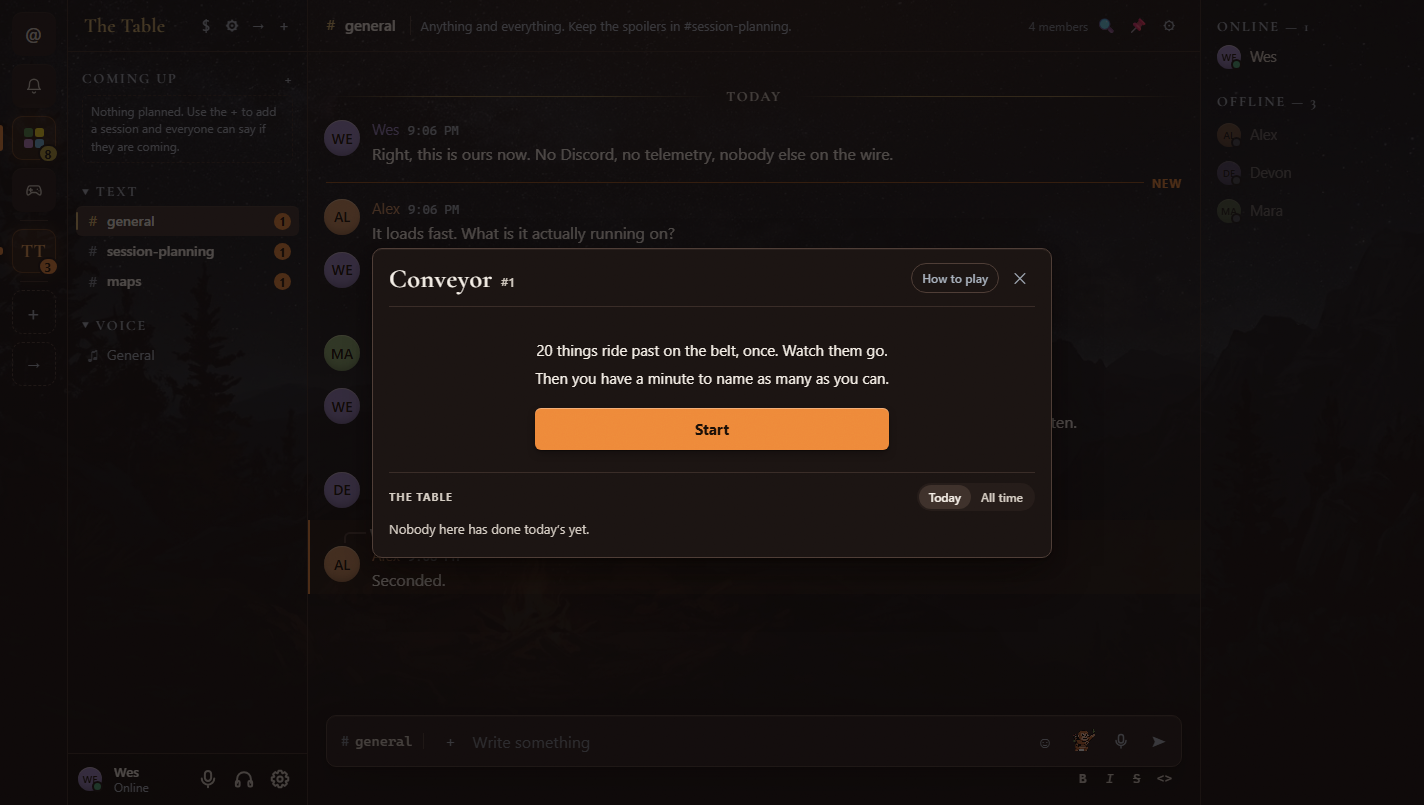 @
8
TT
3
+
→
The Table
$ → +
COMING UP +
Nothing planned. Use the + to add
a session and everyone can say if
they are coming.
▼ TEXT
# general 1
# session-planning 1
# maps 1
▼ VOICE
General
WE
Wes
Online
# general
Anything and everything. Keep the spoilers in #session-planning.
4 members
TODAY
WE
Wes 9:06 PM
Right, this is ours now. No Discord, no telemetry, nobody else on the wire.
NEW
AL
Alex 9:06 PM
It loads fast. What is it actually running on?
WE
MA
WE
ten.
DE
AL
Seconded.
Conveyor #1
How to play
20 things ride past on the belt, once. Watch them go.
Then you have a minute to name as many as you can.
Start
THE TABLE
Today
All time
Nobody here has done today's yet.
# general
+
Write something
B I S <>
ONLINE — 1
WE
Wes
OFFLINE — 3
AL
Alex
DE
Devon
MA
Mara